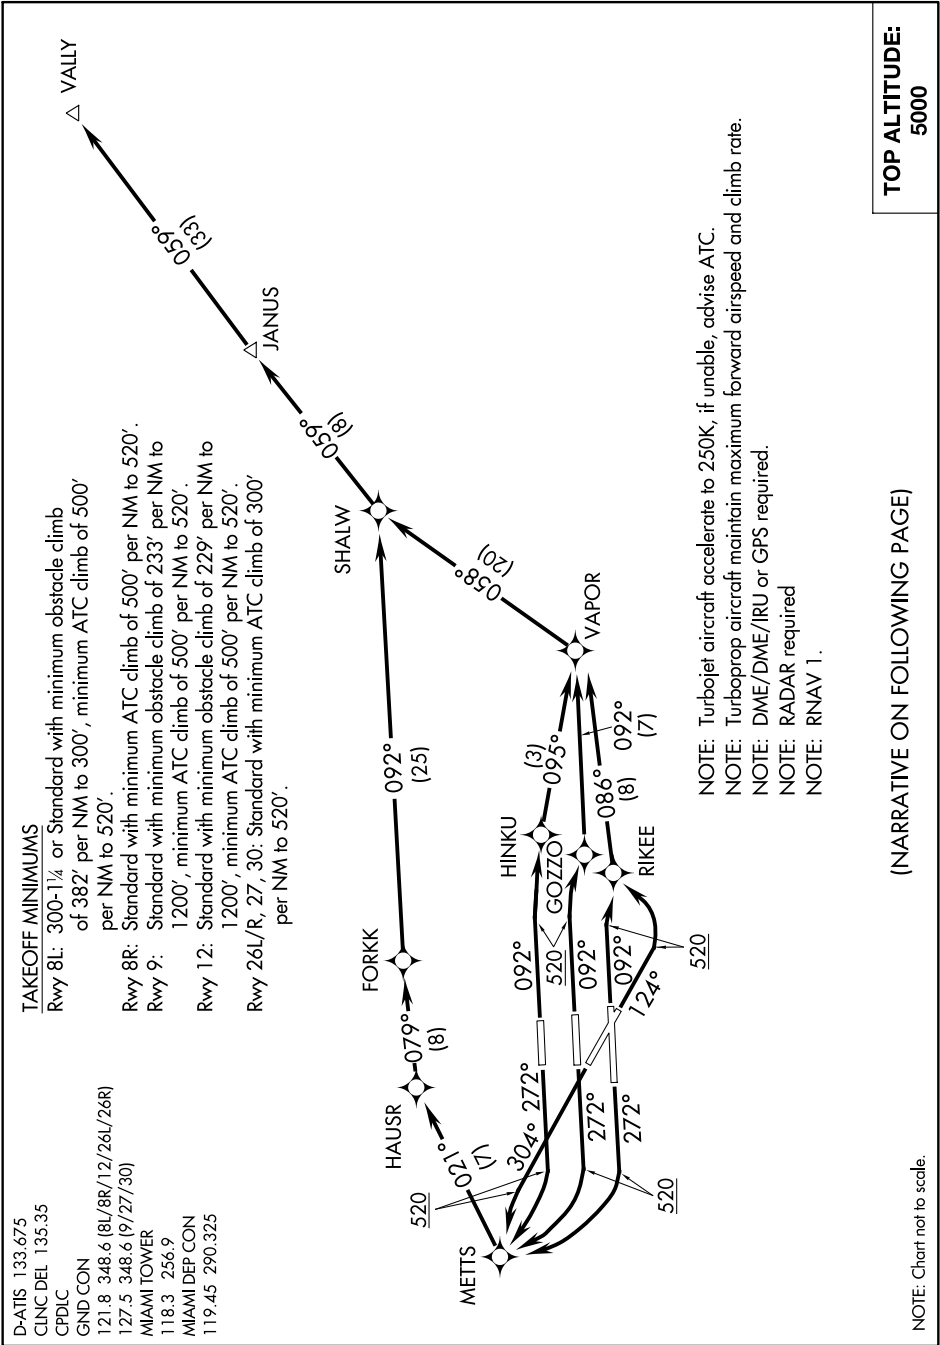 D-ATIS 133.675
CLNC DEL 135.35
CPDLC
GND CON
121.8 348.6 (8L/8R/12/26L/26R)
127.5 348.6 (9/27/30)
MIAMI TOWER
118.3 256.9
MIAMI DEP CON
119.45 290.325
TAKEOFF MINIMUMS
Rwy 8L: 300-1¼ or Standard with minimum obstacle climb
of 382' per NM to 300', minimum ATC climb of 500'
per NM to 520'.
Rwy 8R: Standard with minimum ATC climb of 500' per NM to 520'.
Rwy 9: Standard with minimum obstacle climb of 233' per NM to
1200', minimum ATC climb of 500' per NM to 520'.
Rwy 12: Standard with minimum obstacle climb of 229' per NM to
1200', minimum ATC climb of 500' per NM to 520'.
Rwy 26L/R, 27, 30: Standard with minimum ATC climb of 300'
per NM to 520'.
VALLY
059°
(33)
JANUS
059°
(8)
SHALW
092°
(25)
FORKK
079°
(8)
HAUSR
021°
(7)
METTS
058°
(20)
VAPOR
HINKU
(3)
095°
GOZZO
092°
(7)
086°
(8)
RIKEE
092°
520
092°
092°
520
124°
304°
272°
272°
272°
520
520
NOTE: Turbojet aircraft accelerate to 250K, if unable, advise ATC.
NOTE: Turboprop aircraft maintain maximum forward airspeed and climb rate.
NOTE: DME/DME/IRU or GPS required.
NOTE: RADAR required
NOTE: RNAV 1.
TOP ALTITUDE:
5000
(NARRATIVE ON FOLLOWING PAGE)
NOTE: Chart not to scale.